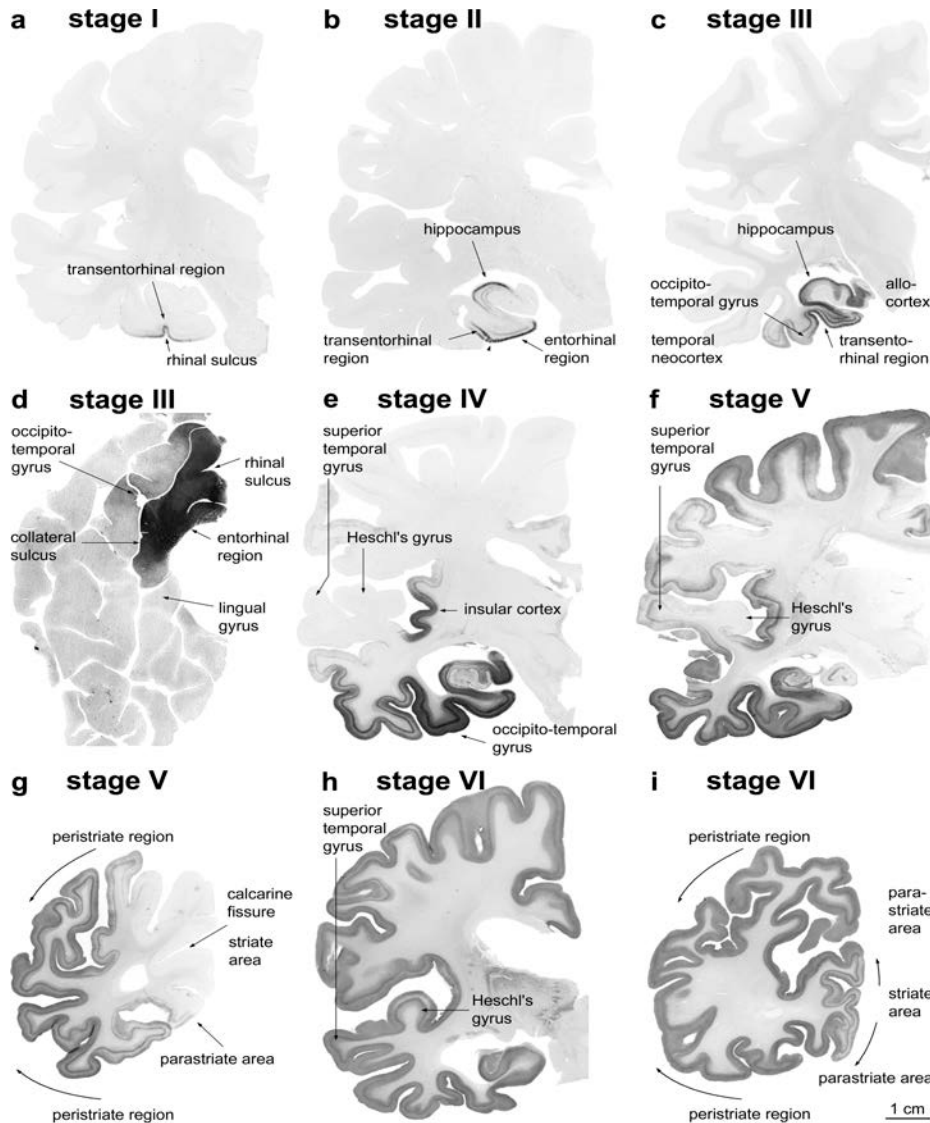 a stage I
b stage II
c stage III
transentorhinal region
rhinal sulcus
hippocampus
transentorhinal
region
entorhinal
region
hippocampus
occipito-
temporal gyrus
allo-
cortex
temporal
neocortex
transento-
rhinal region
d stage III
e stage IV
f stage V
occipito-
temporal
gyrus
rhinal
sulcus
collateral
sulcus
entorhinal
region
lingual
gyrus
superior
temporal
gyrus
Heschl's gyrus
insular cortex
occipito-temporal
gyrus
superior
temporal
gyrus
Heschl's
gyrus
g stage V
h stage VI
i stage VI
peristriate region
calcarine
fissure
striate
area
parastriate area
peristriate region
superior
temporal
gyrus
Heschl's
gyrus
peristriate region
para-
striate
area
striate
area
parastriate area
peristriate region
1 cm